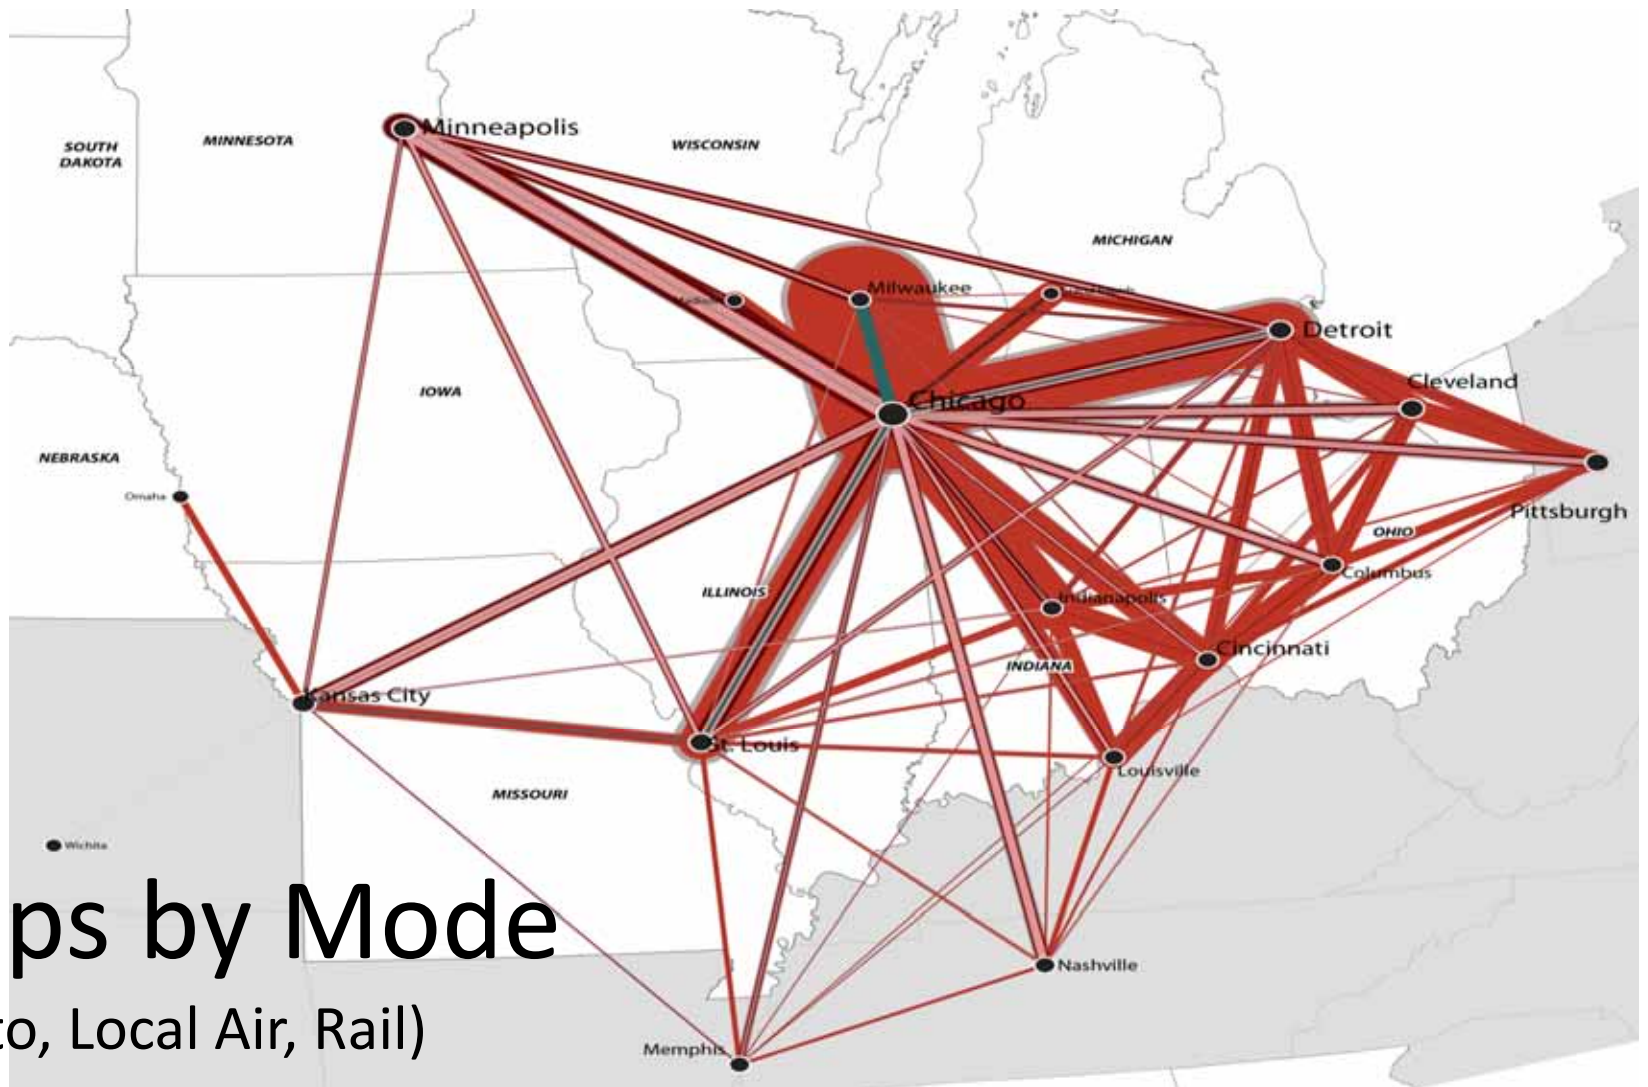 Minneapolis
MINNESOTA
WISCONSIN
SOUTH
DAKOTA
MICHIGAN
Milwaukee
Detroit
Cleveland
IOWA
Chicago
NEBRASKA
Omaha
Pittsburgh
OHIO
Columbus
ILLINOIS
Indianapolis
Cincinnati
INDIANA
Kansas City
St. Louis
Louisville
MISSOURI
Wichita
ps by Mode
Nashville
to, Local Air, Rail)
Memphis